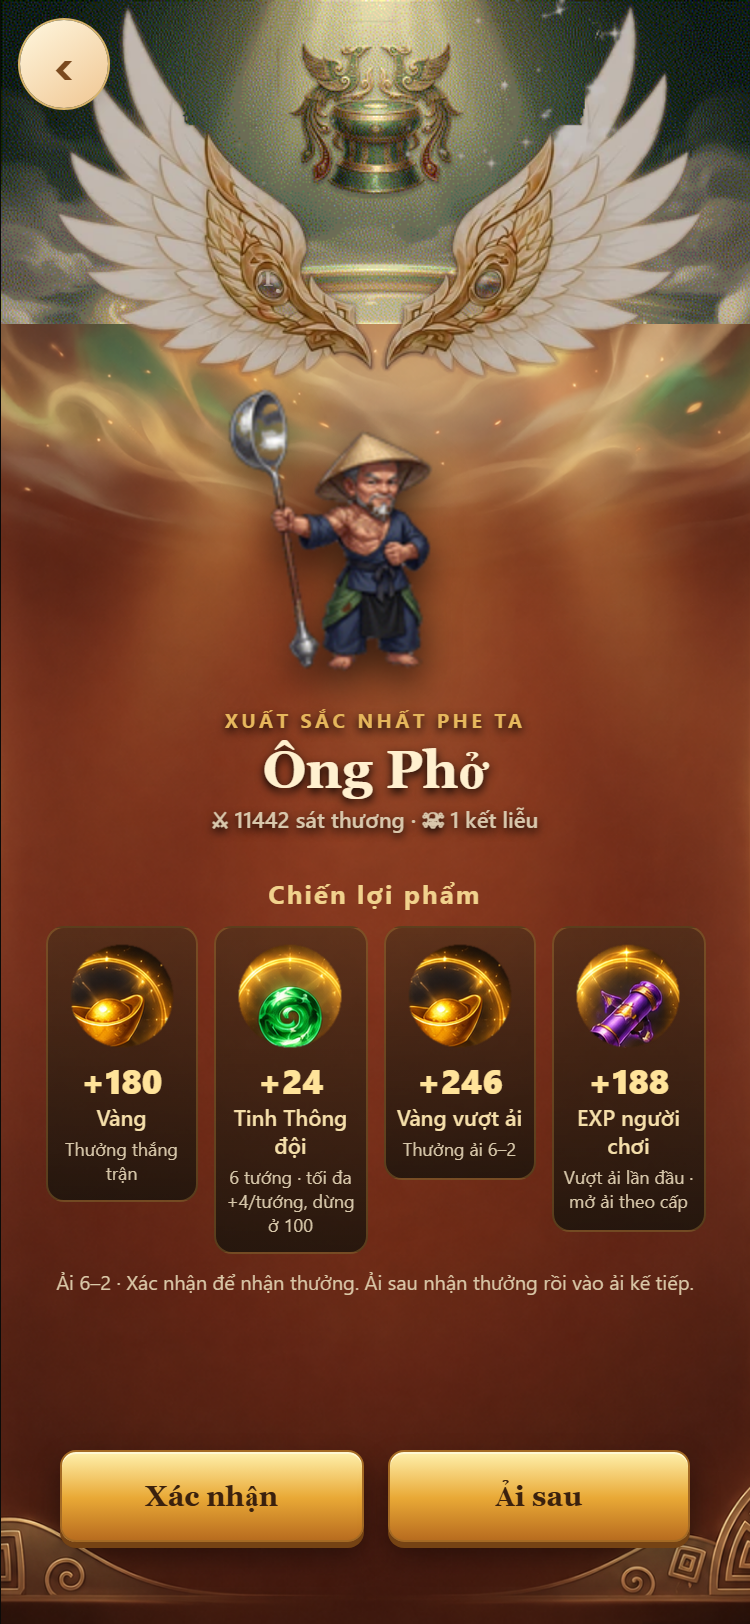 XUẤT SẮC NHẤT PHE TA
Ông Phở
11442 sát thương · 1 kết liễu
Chiến lợi phẩm
+180
Vàng
Thưởng thắng
trận
+24
Tinh Thông
đội
6 tướng · tối đa
+4/tướng, dừng
ở 100
+246
Vàng vượt ải
Thưởng ải 6–2
+188
EXP người
chơi
Vượt ải lần đầu ·
mở ải theo cấp
Ải 6–2 · Xác nhận để nhận thưởng. Ải sau nhận thưởng rồi vào ải kế tiếp.
Xác nhận
Ải sau